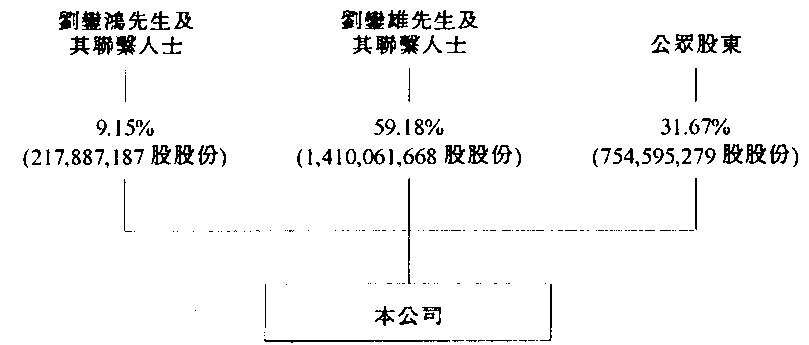 劉鑾鴻先生及
其聯繫人士
劉鑾雄先生及
其聯繫人士
公眾股東
9.15%
(217,887,187 股股份)
59.18%
(1,410,061,668 股股份)
31.67%
(754,595,279 股股份)
本公司